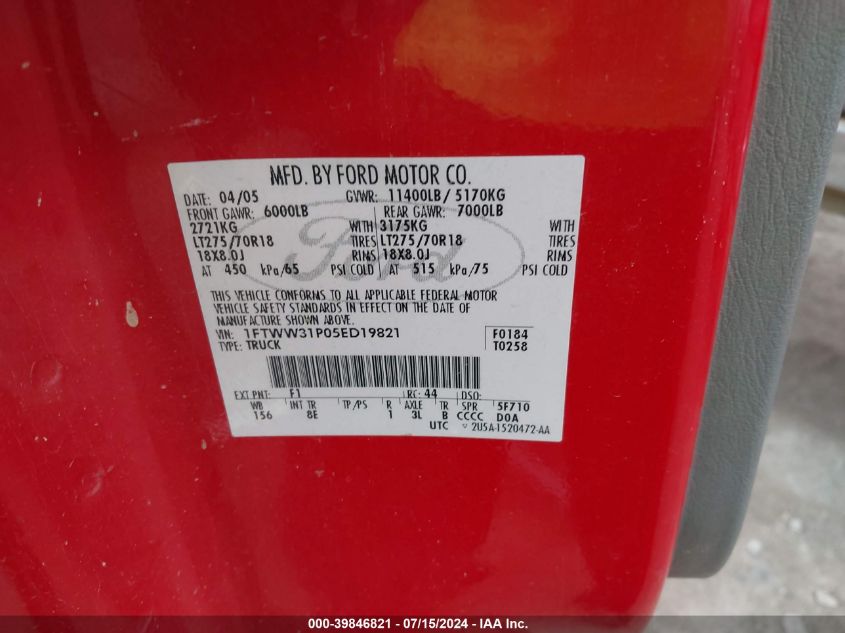 MFD. BY FORD MOTOR CO.
DATE: 04/05 GVWR: 11400LB/ 5170KG
FRONT GAWR: 6000LB REAR GAWR: 7000LB
2721KG WITH 3175KG WITH
LT275/70R18 TIRES LT275/70R18 TIRES
18X8.0J RIMS 18X8.0J RIMS
AT 450 kPa/65 PSI COLD AT 515 kPa/75 PSI COLD
Ford
THIS VEHICLE CONFORMS TO ALL APPLICABLE FEDERAL MOTOR
VEHICLE SAFETY STANDARDS IN EFFECT ON THE DATE OF
MANUFACTURE SHOWN ABOVE.
VIN: 1FTWW31P05ED19821 F0184
TYPE: TRUCK T0258
EXT PNT: F1 RC: 44 DSO:
WB INT TR TP/PS R AXLE TR SPR 5F710
156 8E 1 3L B CCCC DOA
UTC 2U5A-1520472-AA
000-39846821 / 07/15/2024 - IAA Inc.